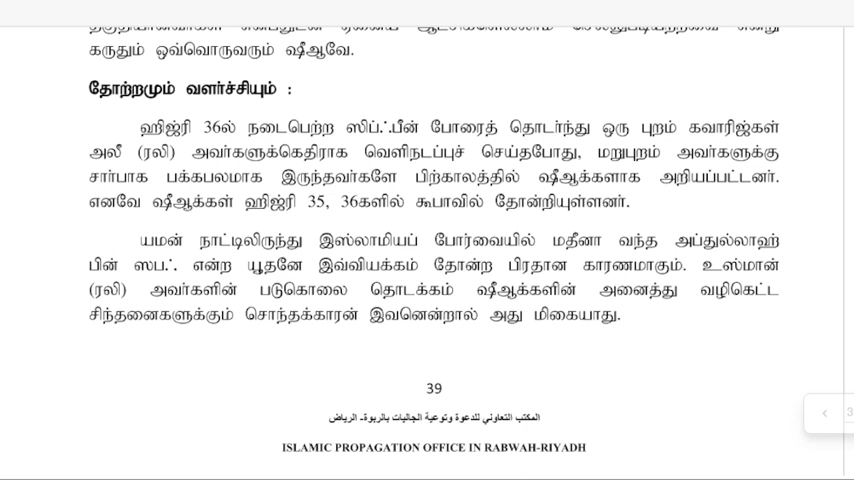 கருதும் ஒவ்வொருவரும் ஷீஆவே.
தோற்றமும் வளர்ச்சியும் :
ஹிஜ்ரி 36ல் நடைபெற்ற ஸிப்ஃபீன் போரைத் தொடர்ந்து ஒரு புறம் கவாரிஜ்கள்
அலீ (ரலி) அவர்களுக்கெதிராக வெளிநடப்புச் செய்தபோது, மறுபுறம் அவர்களுக்கு
சார்பாக பக்கபலமாக இருந்தவர்களே பிற்காலத்தில் ஷீஆக்களாக அறியப்பட்டனர்.
எனவே ஷீஆக்கள் ஹிஜ்ரி 35, 36களில் கூபாவில் தோன்றியுள்ளனர்.
யமன் நாட்டிலிருந்து இஸ்லாமியப் போர்வையில் மதீனா வந்த அப்துல்லாஹ்
பின் ஸபஃ என்ற யூதனே இவ்வியக்கம் தோன்ற பிரதான காரணமாகும். உஸ்மான்
(ரலி) அவர்களின் படுகொலை தொடக்கம் ஷீஆக்களின் அனைத்து வழிகெட்ட
சிந்தனைகளுக்கும் சொந்தக்காரன் இவனென்றால் அது மிகையாது.
39
المكتب التعاوني للدعوة وتوعية الجاليات بالربوة- الرياض
ISLAMIC PROPAGATION OFFICE IN RABWAH-RIYADH